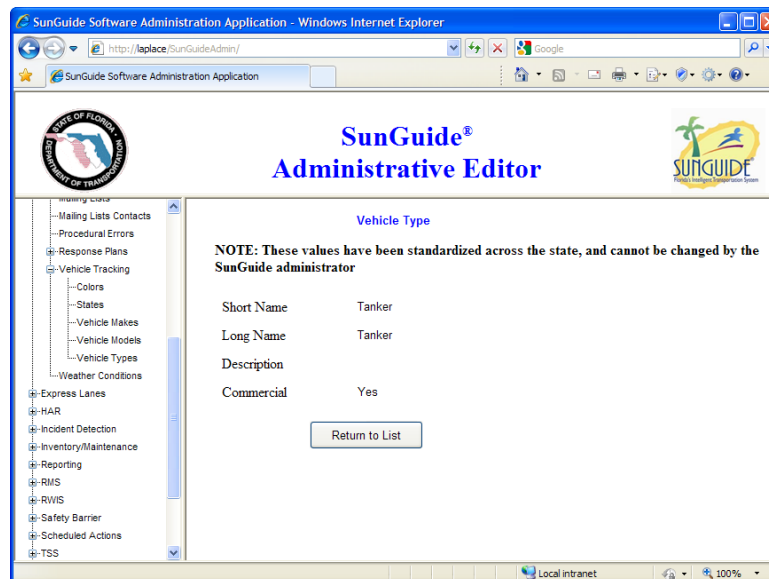 SunGuide Software Administration Application - Windows Internet Explorer
http://laplace/SunGuideAdmin/
Google
SunGuide Software Administration Application
STATE OF FLORIDA
DEPARTMENT OF TRANSPORTATION
SunGuide®
Administrative Editor
SUNGUIDE®
Florida's Intelligent Transportation System
Mailing Lists
Mailing Lists Contacts
Procedural Errors
Response Plans
Vehicle Tracking
Colors
States
Vehicle Makes
Vehicle Models
Vehicle Types
Weather Conditions
Express Lanes
HAR
Incident Detection
Inventory/Maintenance
Reporting
RMS
RWIS
Safety Barrier
Scheduled Actions
TSS
Vehicle Type
NOTE: These values have been standardized across the state, and cannot be changed by the
SunGuide administrator
Short Name Tanker
Long Name Tanker
Description
Commercial Yes
Return to List
Local intranet
100%